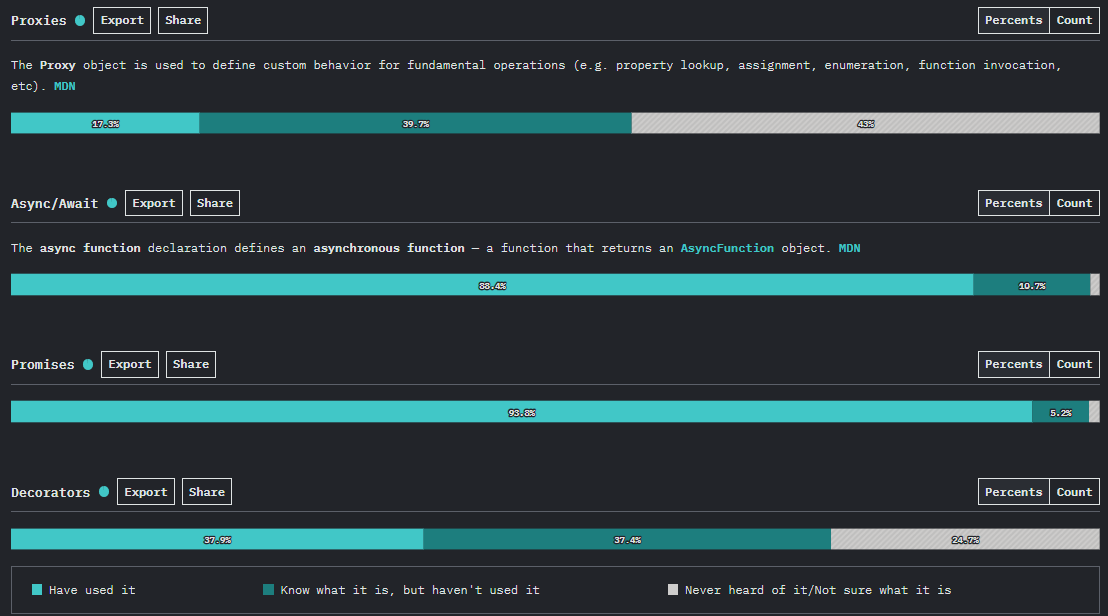 Proxies Export Share Percents Count
The Proxy object is used to define custom behavior for fundamental operations (e.g. property lookup, assignment, enumeration, function invocation,
etc). MDN
17.3% 39.7% 43%
Async/Await Export Share Percents Count
The async function declaration defines an asynchronous function — a function that returns an AsyncFunction object. MDN
88.4% 10.7%
Promises Export Share Percents Count
93.8% 5.2%
Decorators Export Share Percents Count
37.9% 37.4% 24.7%
Have used it Know what it is, but haven't used it Never heard of it/Not sure what it is